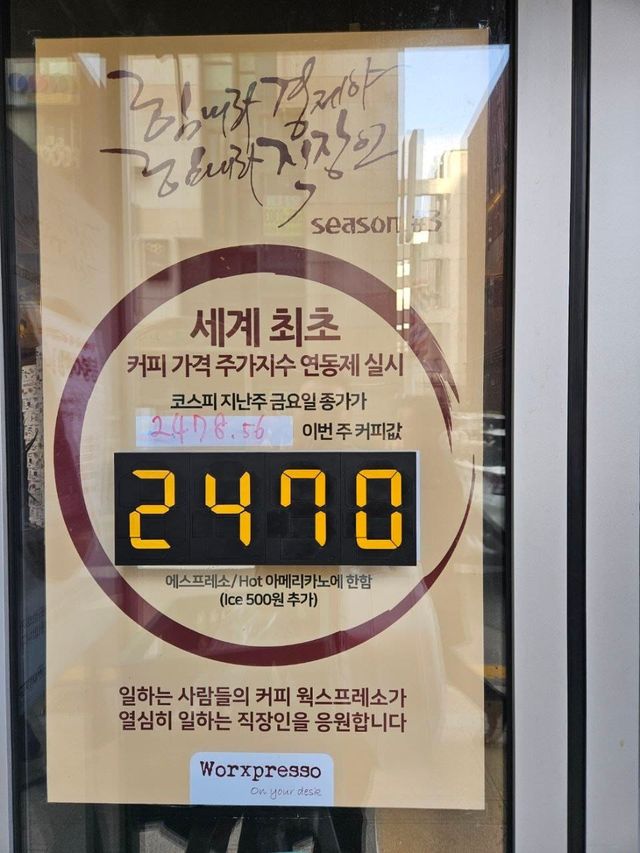 힘내라 경제야
힘내라 직장인
season #3
세계 최초
커피 가격 주가지수 연동제 실시
코스피 지난주 금요일 종가가
2478.56 이번 주 커피값
2470
에스프레소/Hot 아메리카노에 한함
(Ice 500원 추가)
일하는 사람들의 커피 웍스프레소가
열심히 일하는 직장인을 응원합니다
Worxpresso
On your desk